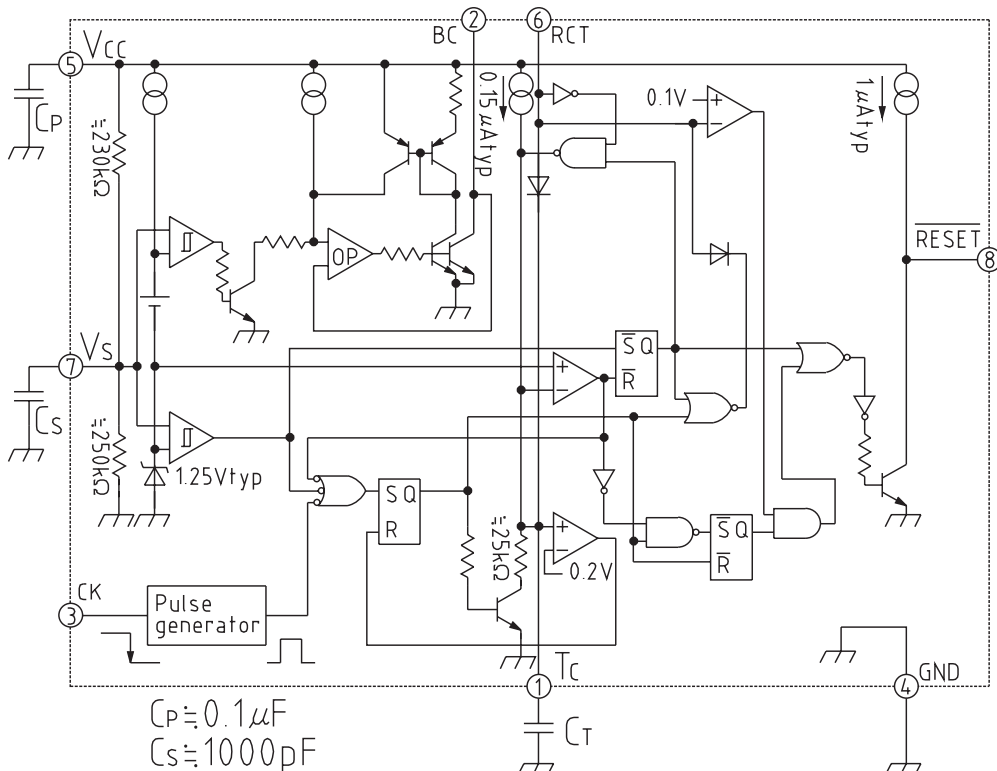 2 6
BC RCT
5 VCC
CP
≒230kΩ
0.15μAtyp
0.1V + −
1μAtyp
OP
RESET
8
7 VS
CS
≒250kΩ
1.25Vtyp
+ −
S Q
R
S Q
R
≒25kΩ
+ −
0.2V
S Q
R
3 CK
Pulse
generator
TC
1
CT
GND
4
CP≒0.1μF
CS≒1000pF